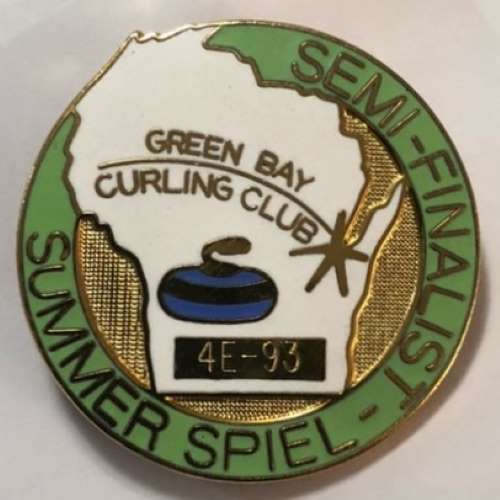 GREEN BAY
CURLING CLUB
4E-93
SEMI-FINALIST-
SUMMER SPIEL